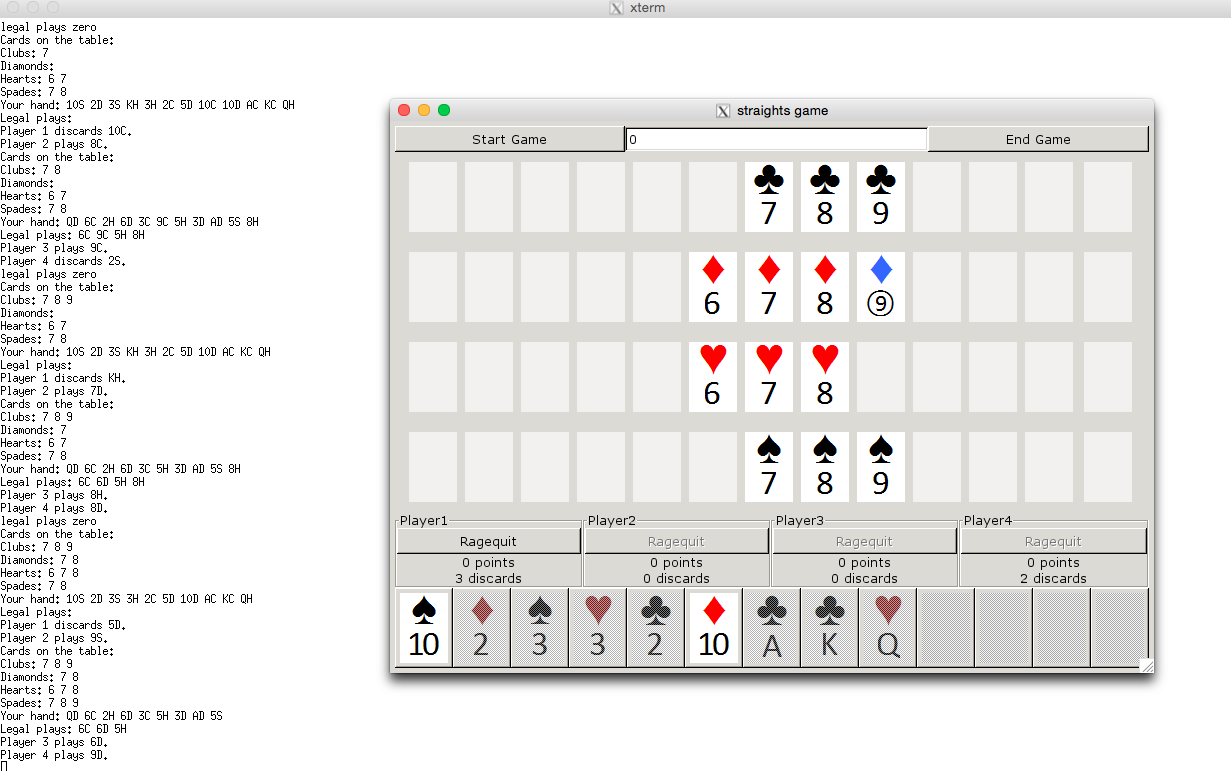 xterm
legal plays zero
Cards on the table:
Clubs: 7
Diamonds:
Hearts: 6 7
Spades: 7 8
Your hand: 10S 2D 3S KH 3H 2C 5D 10C 10D AC KC QH
Legal plays:
Player 1 discards 10C.
Player 2 plays 8C.
Cards on the table:
Clubs: 7 8
Diamonds:
Hearts: 6 7
Spades: 7 8
Your hand: QD 6C 2H 6D 3C 9C 5H 3D AD 5S 8H
Legal plays: 6C 9C 5H 8H
Player 3 plays 9C.
Player 4 discards 2S.
legal plays zero
Cards on the table:
Clubs: 7 8 9
Diamonds:
Hearts: 6 7
Spades: 7 8
Your hand: 10S 2D 3S KH 3H 2C 5D 10D AC KC QH
Legal plays:
Player 1 discards KH.
Player 2 plays 7D.
Cards on the table:
Clubs: 7 8 9
Diamonds: 7
Hearts: 6 7
Spades: 7 8
Your hand: QD 6C 2H 6D 3C 5H 3D AD 5S 8H
Legal plays: 6C 6D 5H 8H
Player 3 plays 8H.
Player 4 plays 8D.
legal plays zero
Cards on the table:
Clubs: 7 8 9
Diamonds: 7 8
Hearts: 6 7 8
Spades: 7 8
Your hand: 10S 2D 3S 3H 2C 5D 10D AC KC QH
Legal plays:
Player 1 discards 5D.
Player 2 plays 9S.
Cards on the table:
Clubs: 7 8 9
Diamonds: 7 8
Hearts: 6 7 8
Spades: 7 8 9
Your hand: QD 6C 2H 6D 3C 5H 3D AD 5S
Legal plays: 6C 6D 5H
Player 3 plays 6D.
Player 4 plays 9D.
straights game
Start Game 0 End Game
7 8 9
6 7 8 9
6 7 8
7 8 9
Player1 Player2 Player3 Player4
Ragequit Ragequit Ragequit Ragequit
0 points 0 points 0 points 0 points
3 discards 0 discards 0 discards 2 discards
10 2 3 3 2 10 A K Q